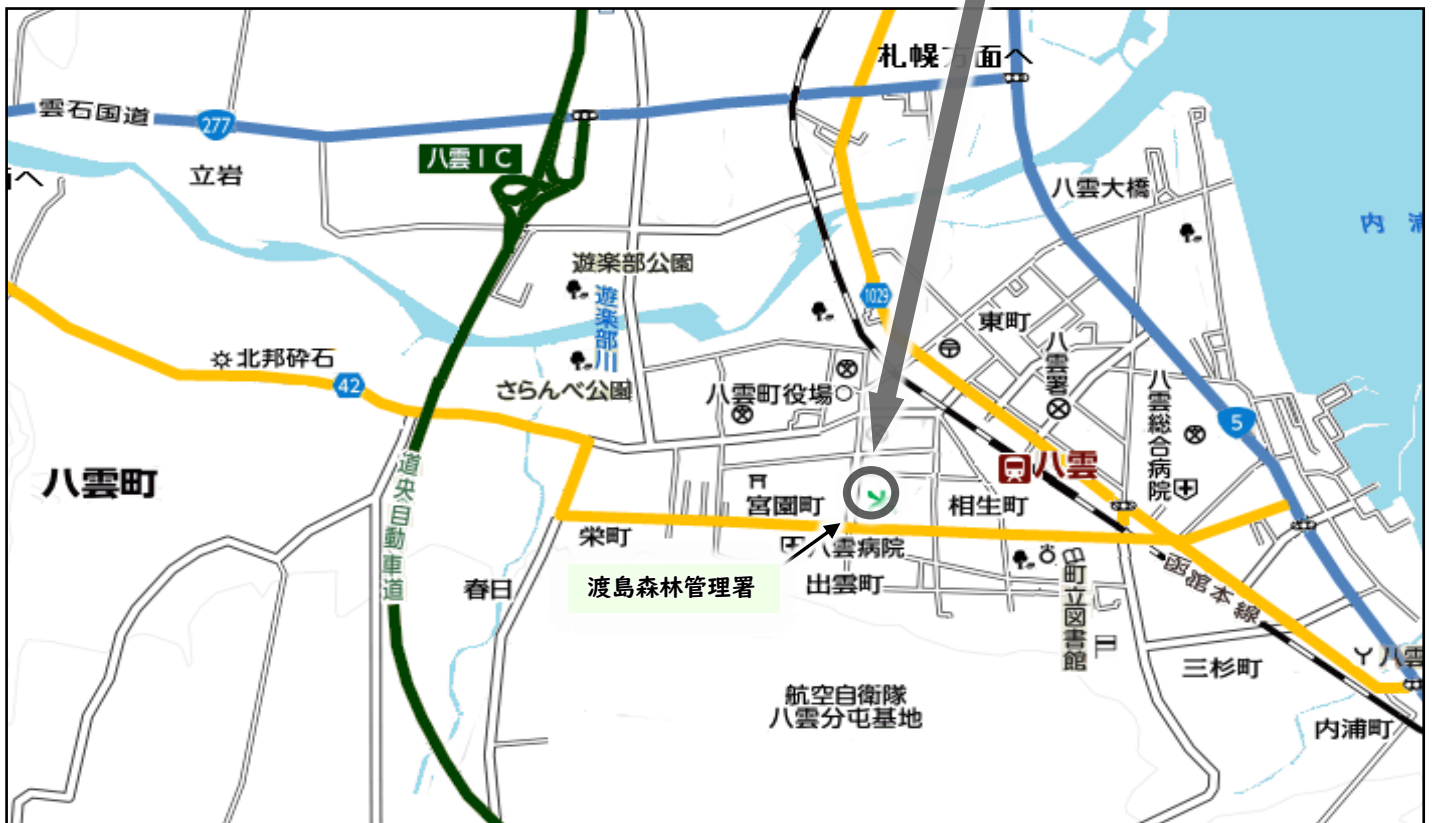 札幌方面へ
雲石国道
277
八雲IC
立岩
へ
八雲大橋
内
遊楽部公園
遊楽部川
1029
東町
北邦砕石
42
さらんべ公園
八雲町役場
八雲署
八雲総合病院
5
八雲町
道央自動車道
宮園町
八雲
相生町
栄町
八雲病院
渡島森林管理署
出雲町
春日
町立図書館
函館本線
三杉町
八雲
航空自衛隊
八雲分屯基地
内浦町